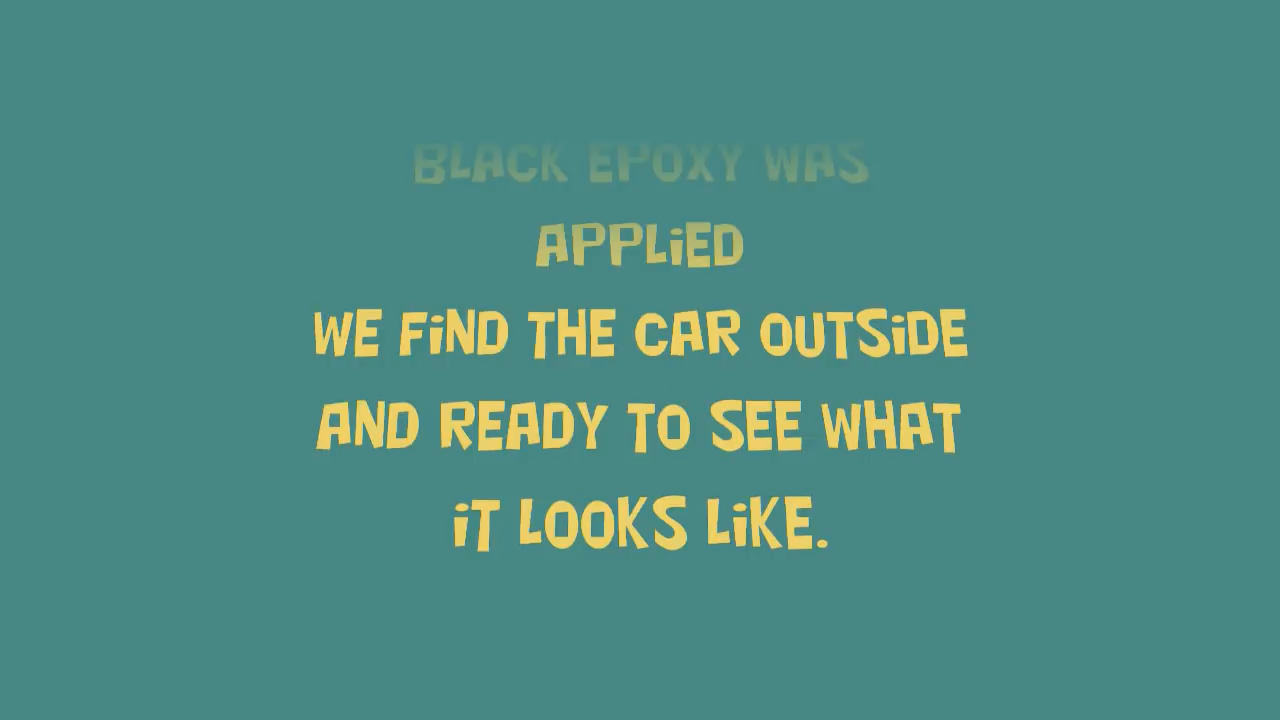 BLACK EPOXY WAS
APPLiED
WE FiND THE CAR OUTSiDE
AND READY TO SEE WHAT
iT LOOKS LiKE.